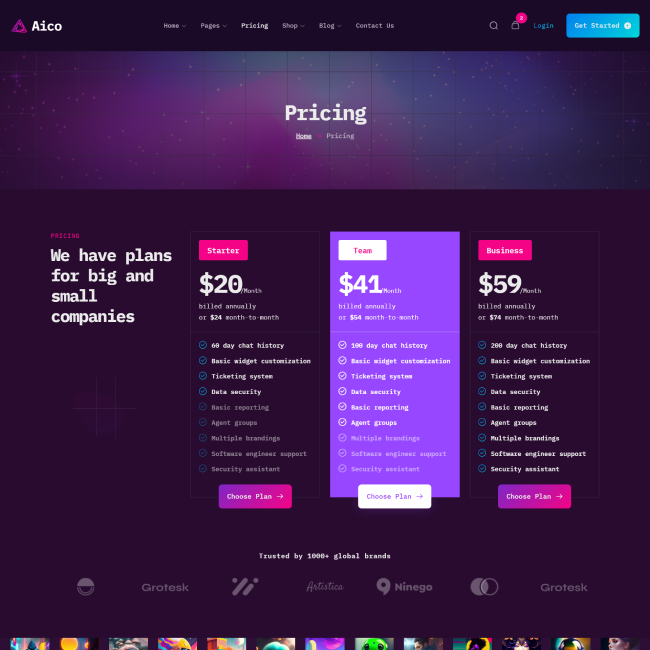 Aico
Home
Pages
Pricing
Shop
Blog
Contact Us
2
Login
Get Started
Pricing
Home
Pricing
PRICING
We have plans
for big and
small
companies
Starter
$20/Month
billed annually
or $24 month-to-month
60 day chat history
Basic widget customization
Ticketing system
Data security
Basic reporting
Agent groups
Multiple brandings
Software engineer support
Security assistant
Choose Plan
Team
$41/Month
billed annually
or $54 month-to-month
100 day chat history
Basic widget customization
Ticketing system
Data security
Basic reporting
Agent groups
Multiple brandings
Software engineer support
Security assistant
Choose Plan
Business
$59/Month
billed annually
or $74 month-to-month
200 day chat history
Basic widget customization
Ticketing system
Data security
Basic reporting
Agent groups
Multiple brandings
Software engineer support
Security assistant
Choose Plan
Trusted by 1000+ global brands
Grotesk
Artistica
Ninego
Grotesk